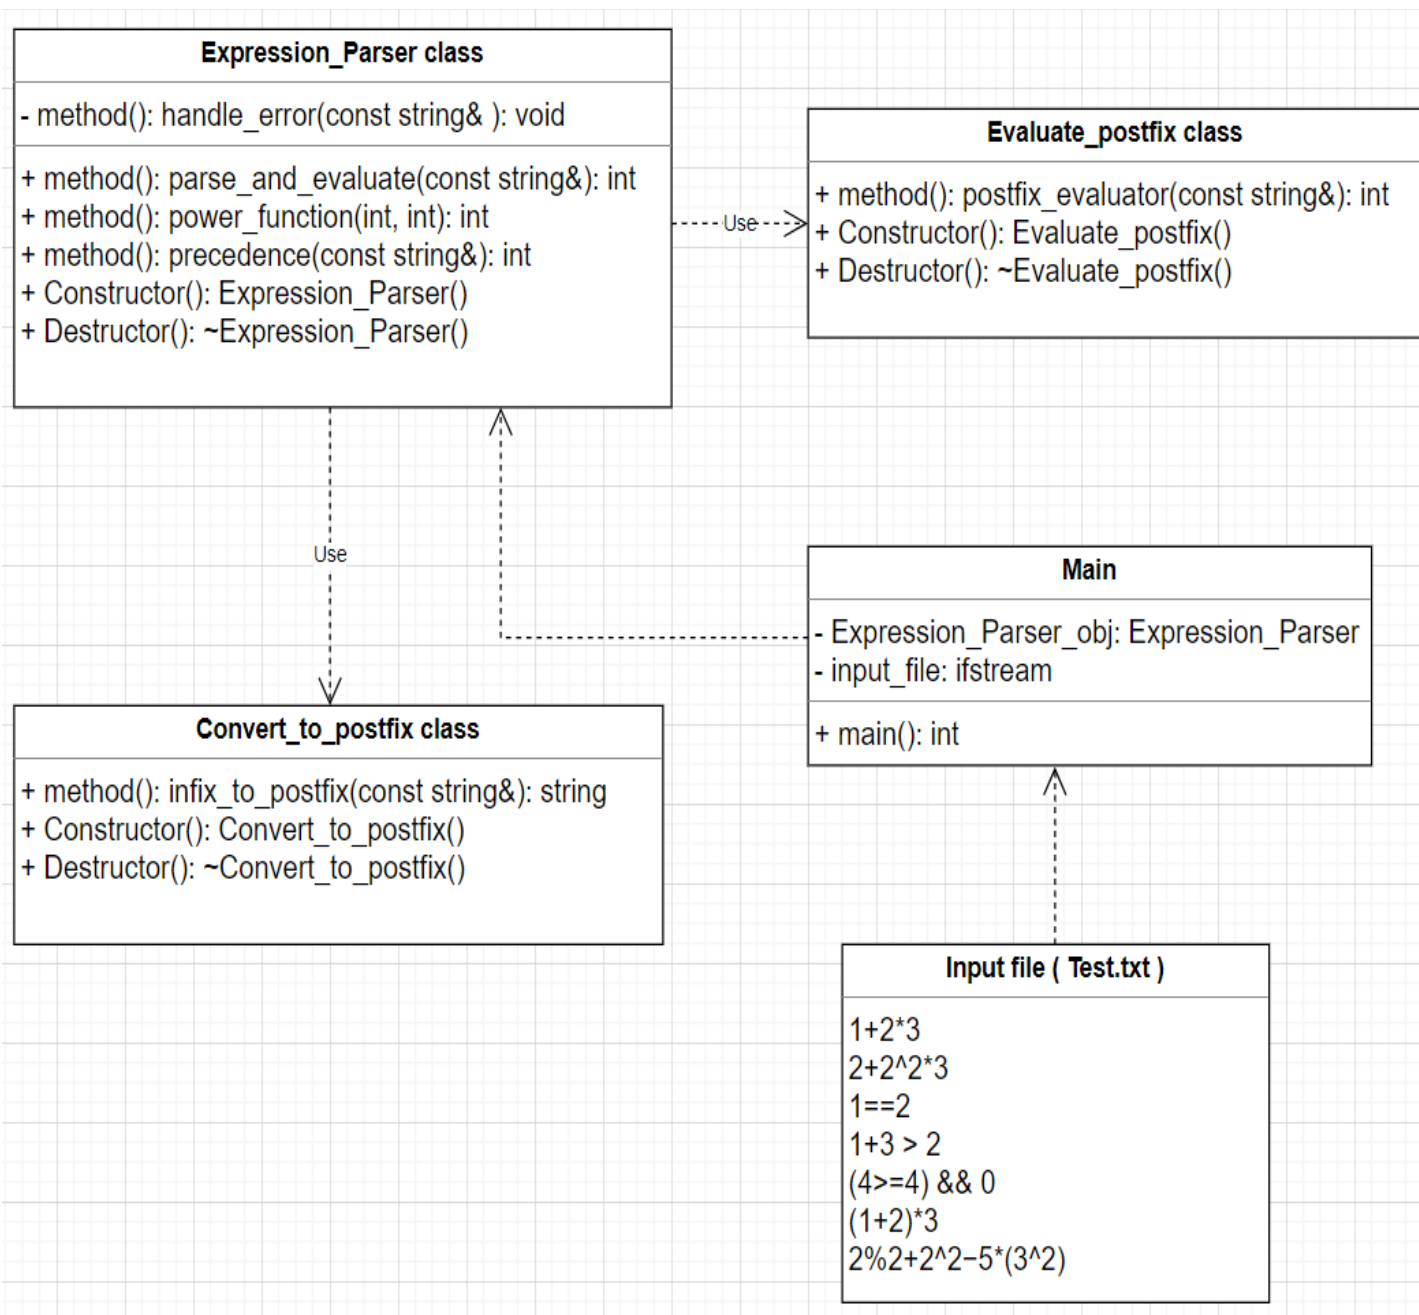 Expression_Parser class
- method(): handle_error(const string& ): void
+ method(): parse_and_evaluate(const string&): int
+ method(): power_function(int, int): int
+ method(): precedence(const string&): int
+ Constructor(): Expression_Parser()
+ Destructor(): ~Expression_Parser()
Use
Evaluate_postfix class
+ method(): postfix_evaluator(const string&): int
+ Constructor(): Evaluate_postfix()
+ Destructor(): ~Evaluate_postfix()
Use
Main
- Expression_Parser_obj: Expression_Parser
- input_file: ifstream
+ main(): int
Convert_to_postfix class
+ method(): infix_to_postfix(const string&): string
+ Constructor(): Convert_to_postfix()
+ Destructor(): ~Convert_to_postfix()
Input file ( Test.txt )
1+2*3
2+2^2*3
1==2
1+3 > 2
(4>=4) && 0
(1+2)*3
2%2+2^2−5*(3^2)